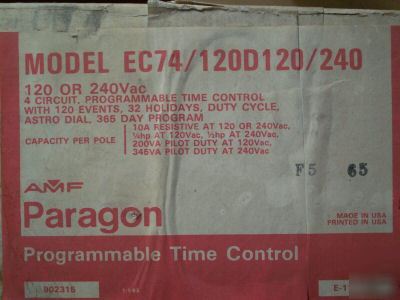 MODEL EC74/120D120/240
120 OR 240Vac
4 CIRCUIT, PROGRAMMABLE TIME CONTROL
WITH 120 EVENTS, 32 HOLIDAYS, DUTY CYCLE,
ASTRO DIAL, 365 DAY PROGRAM
CAPACITY PER POLE
10A RESISTIVE AT 120 OR 240Vac,
¼hp AT 120Vac, ½hp AT 240Vac,
200VA PILOT DUTY AT 120Vac,
345VA PILOT DUTY AT 240Vac
F5 65
AMF
Paragon
MADE IN USA
PRINTED IN USA
Programmable Time Control
902315
E-1